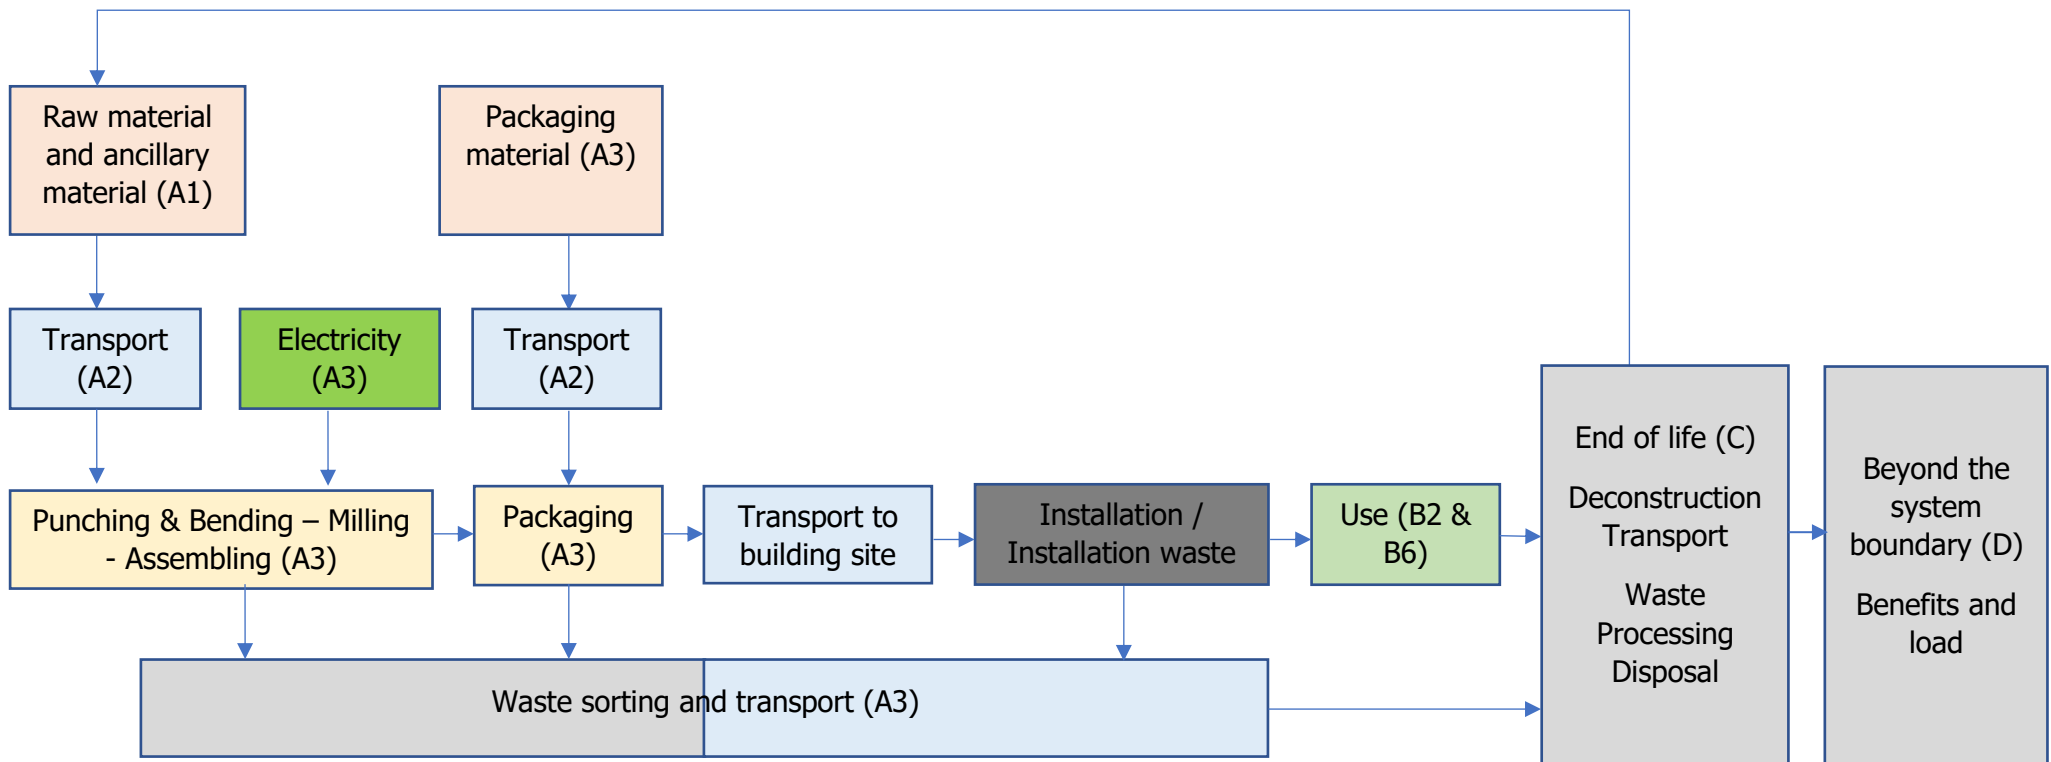 Raw material
and ancillary
material (A1)
Packaging
material (A3)
Transport
(A2)
Electricity
(A3)
Transport
(A2)
Punching & Bending – Milling
- Assembling (A3)
Packaging
(A3)
Transport to
building site
Installation /
Installation waste
Use (B2 &
B6)
End of life (C)
Deconstruction
Transport
Waste
Processing
Disposal
Beyond the
system
boundary (D)
Benefits and
load
Waste sorting and transport (A3)